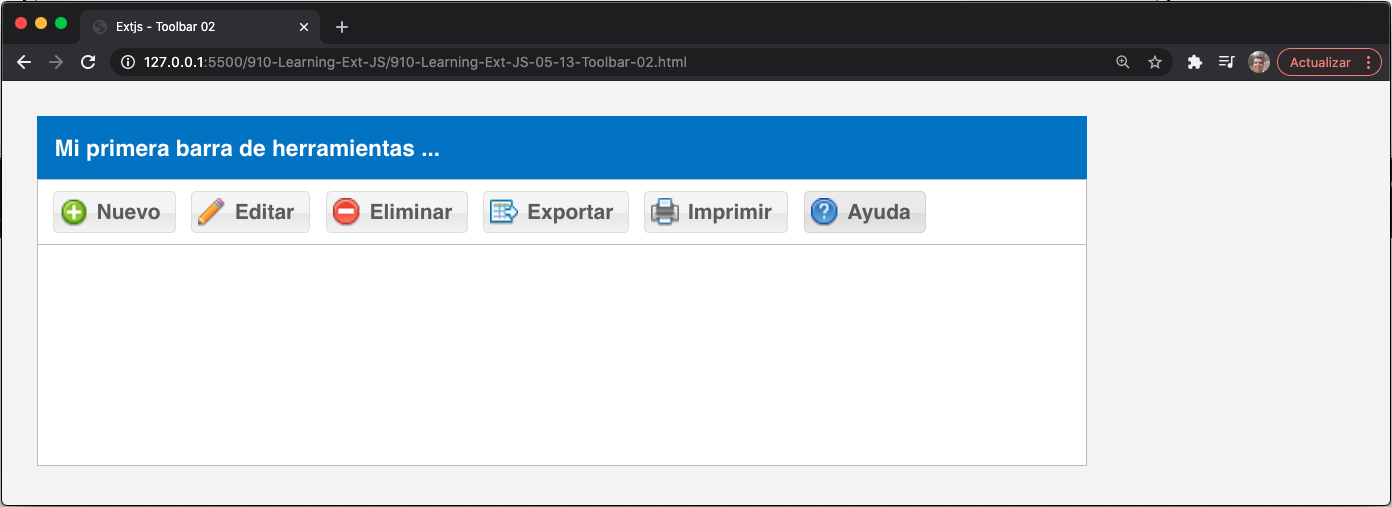 Extjs - Toolbar 02
127.0.0.1:5500/910-Learning-Ext-JS/910-Learning-Ext-JS-05-13-Toolbar-02.html
Actualizar
Mi primera barra de herramientas ...
Nuevo Editar Eliminar Exportar Imprimir Ayuda